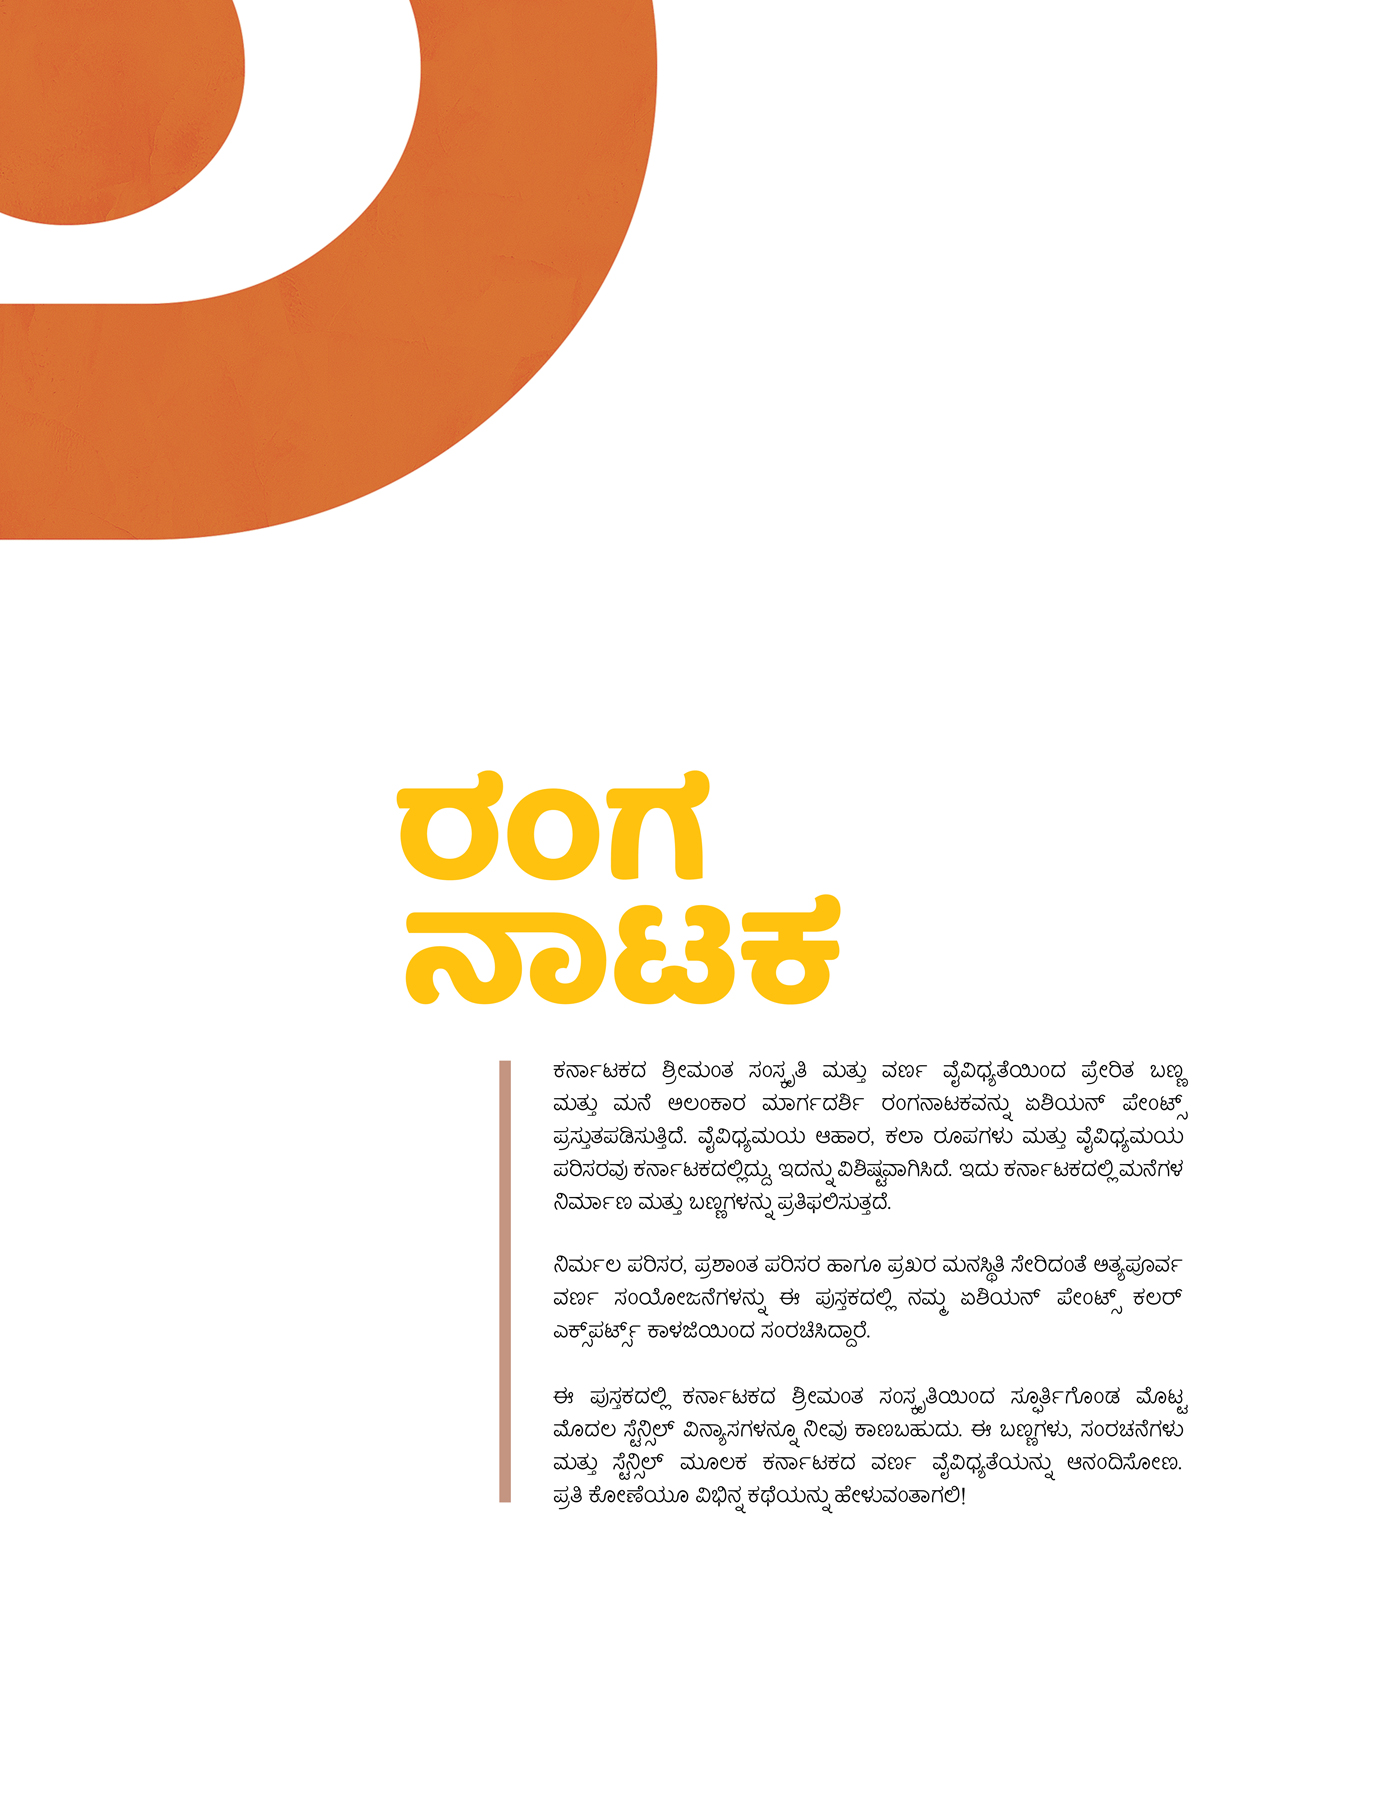 ರಂಗ
ನಾಟಕ
ಕರ್ನಾಟಕದ ಶ್ರೀಮಂತ ಸಂಸ್ಕೃತಿ ಮತ್ತು ವರ್ಣ ವೈವಿಧ್ಯತೆಯಿಂದ ಪ್ರೇರಿತ ಬಣ್ಣ
ಮತ್ತು ಮನೆ ಅಲಂಕಾರ ಮಾರ್ಗದರ್ಶಿ ರಂಗನಾಟಕವನ್ನು ಏಶಿಯನ್ ಪೇಂಟ್ಸ್
ಪ್ರಸ್ತುತಪಡಿಸುತ್ತಿದೆ. ವೈವಿಧ್ಯಮಯ ಆಹಾರ, ಕಲಾ ರೂಪಗಳು ಮತ್ತು ವೈವಿಧ್ಯಮಯ
ಪರಿಸರವು ಕರ್ನಾಟಕದಲ್ಲಿದ್ದು, ಇದನ್ನು ವಿಶಿಷ್ಟವಾಗಿಸಿದೆ. ಇದು ಕರ್ನಾಟಕದಲ್ಲಿ ಮನೆಗಳ
ನಿರ್ಮಾಣ ಮತ್ತು ಬಣ್ಣಗಳನ್ನು ಪ್ರತಿಫಲಿಸುತ್ತದೆ.
ನಿರ್ಮಲ ಪರಿಸರ, ಪ್ರಶಾಂತ ಪರಿಸರ ಹಾಗೂ ಪ್ರಖರ ಮನಸ್ಥಿತಿ ಸೇರಿದಂತೆ ಅತ್ಯಪೂರ್ವ
ವರ್ಣ ಸಂಯೋಜನೆಗಳನ್ನು ಈ ಪುಸ್ತಕದಲ್ಲಿ ನಮ್ಮ ಏಶಿಯನ್ ಪೇಂಟ್ಸ್ ಕಲರ್
ಎಕ್ಸ್‌ಪರ್ಟ್ಸ್ ಕಾಳಜಿಯಿಂದ ಸಂರಚಿಸಿದ್ದಾರೆ.
ಈ ಪುಸ್ತಕದಲ್ಲಿ ಕರ್ನಾಟಕದ ಶ್ರೀಮಂತ ಸಂಸ್ಕೃತಿಯಿಂದ ಸ್ಫೂರ್ತಿಗೊಂಡ ಮೊಟ್ಟ
ಮೊದಲ ಸ್ಟೆನ್ಸಿಲ್ ವಿನ್ಯಾಸಗಳನ್ನೂ ನೀವು ಕಾಣಬಹುದು. ಈ ಬಣ್ಣಗಳು, ಸಂರಚನೆಗಳು
ಮತ್ತು ಸ್ಟೆನ್ಸಿಲ್ ಮೂಲಕ ಕರ್ನಾಟಕದ ವರ್ಣ ವೈವಿಧ್ಯತೆಯನ್ನು ಆನಂದಿಸೋಣ.
ಪ್ರತಿ ಕೋಣೆಯೂ ವಿಭಿನ್ನ ಕಥೆಯನ್ನು ಹೇಳುವಂತಾಗಲಿ!